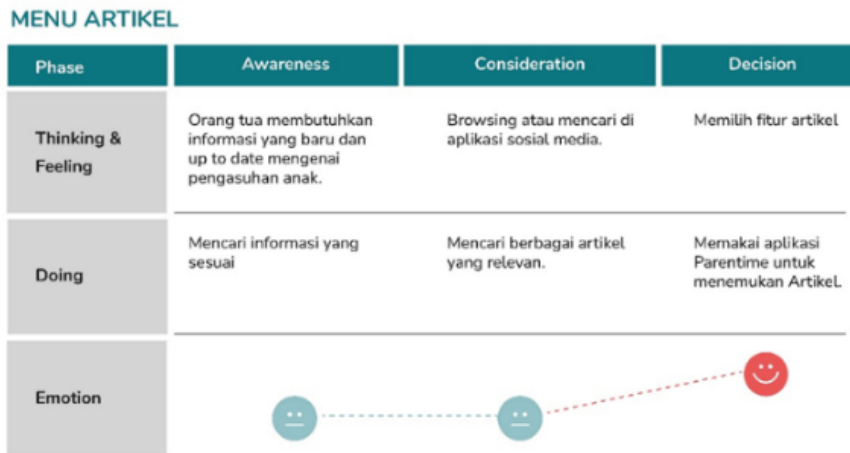 MENU ARTIKEL
Phase
Awareness
Consideration
Decision
Thinking &
Feeling
Orang tua membutuhkan
informasi yang baru dan
up to date mengenai
pengasuhan anak.
Browsing atau mencari di
aplikasi sosial media.
Memilih fitur artikel
Doing
Mencari informasi yang
sesuai
Mencari berbagai artikel
yang relevan.
Memakai aplikasi
Parentime untuk
menemukan Artikel.
Emotion